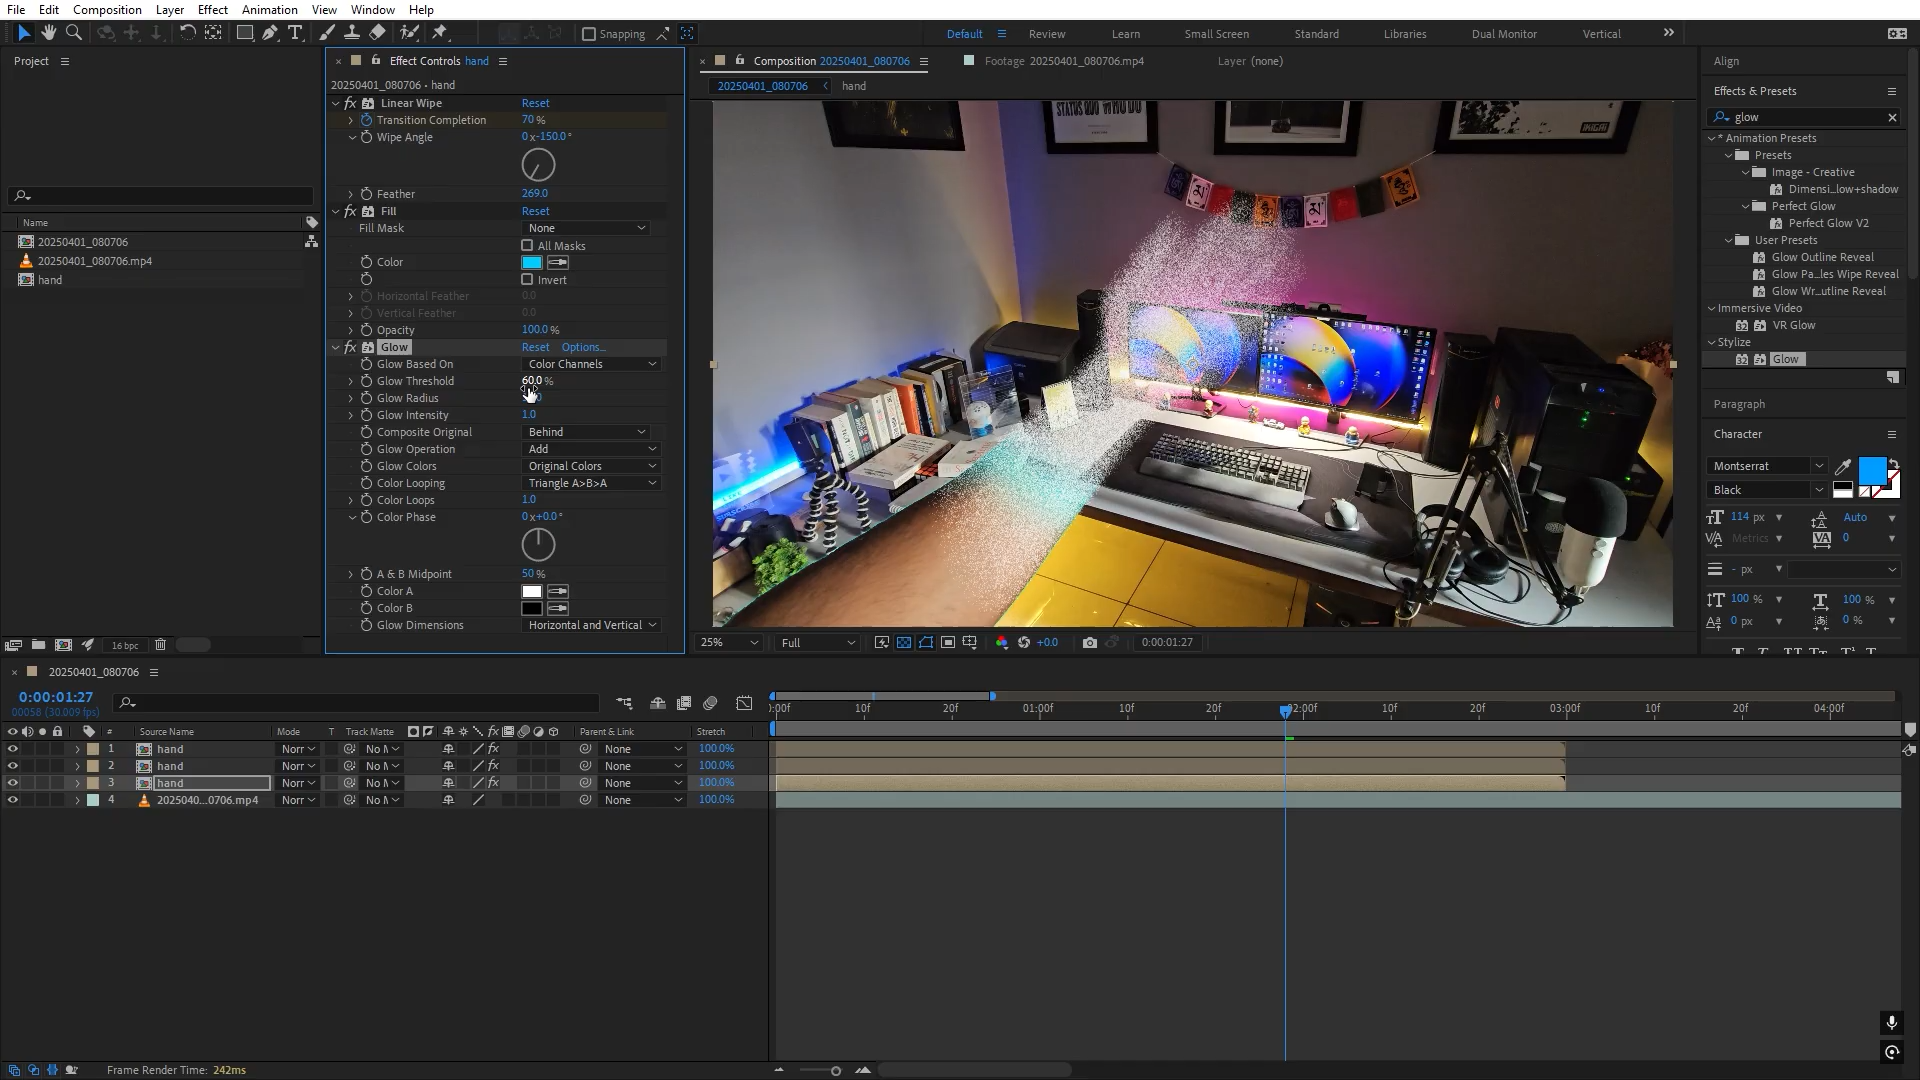 File Edit Composition Layer Effect Animation View Window Help
Snapping
Default Review Learn Small Screen Standard Libraries Dual Monitor Vertical
Project
Name
20250401_080706
20250401_080706.mp4
hand
16 bpc
Effect Controls hand
20250401_080706 • hand
Linear Wipe Reset
Transition Completion 70 %
Wipe Angle 0 x-150.0 °
Feather 269.0
Fill Reset
Fill Mask None
All Masks
Color
Invert
Horizontal Feather 0.0
Vertical Feather 0.0
Opacity 100.0 %
Glow Reset Options...
Glow Based On Color Channels
Glow Threshold 60.0 %
Glow Radius
Glow Intensity 1.0
Composite Original Behind
Glow Operation Add
Glow Colors Original Colors
Color Looping Triangle A>B>A
Color Loops 1.0
Color Phase 0 x+0.0 °
A & B Midpoint 50 %
Color A
Color B
Glow Dimensions Horizontal and Vertical
Composition 20250401_080706 Footage 20250401_080706.mp4 Layer (none)
20250401_080706 hand
IKIGAI
25% Full +0.0 0:00:01:27
Align
Effects & Presets
glow
* Animation Presets
Presets
Image - Creative
Dimensi...low+shadow
Perfect Glow
Perfect Glow V2
User Presets
Glow Outline Reveal
Glow Pa...les Wipe Reveal
Glow Wr...utline Reveal
Immersive Video
32 VR Glow
Stylize
32 Glow
Paragraph
Character
Montserrat
Black
114 px Auto
Metrics 0
- px
100 % 100 %
0 px 0 %
20250401_080706
0:00:01:27
00058 (30.009 fps)
:00f 10f 20f 01:00f 10f 20f 02:00f 10f 20f 03:00f 10f 20f 04:00f
# Source Name Mode T Track Matte fx Parent & Link Stretch
1 hand Norr No M fx None 100.0%
2 hand Norr No M None 100.0%
3 hand Norr No M fx None 100.0%
4 2025040...0706.mp4 Norr No M None 100.0%
Frame Render Time: 242ms